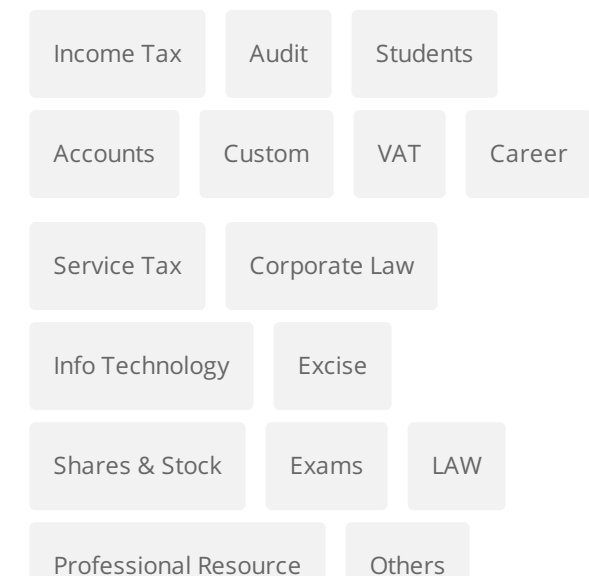 Income Tax Audit Students
Accounts Custom VAT Career
Service Tax Corporate Law
Info Technology Excise
Shares & Stock Exams LAW
Professional Resource Others